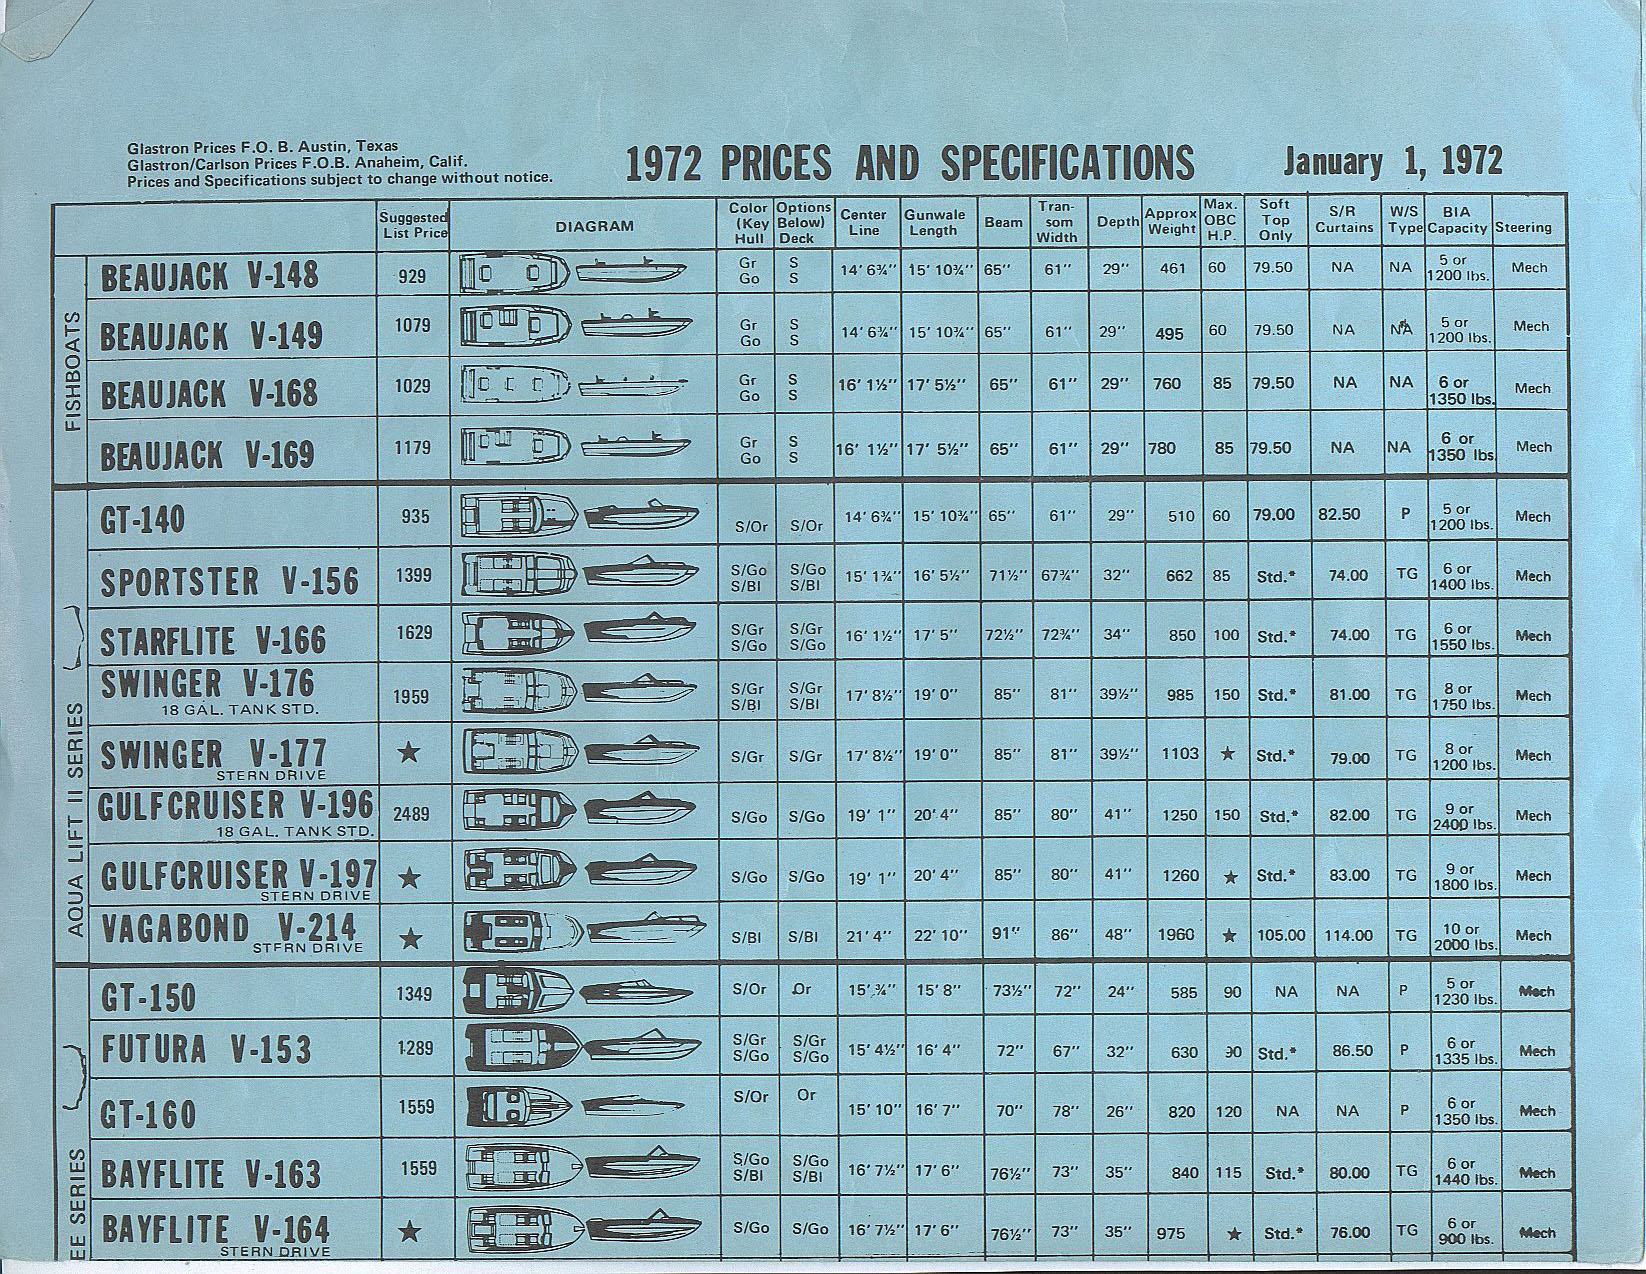 Glastron Prices F.O. B. Austin, Texas
Glastron/Carlson Prices F.O.B. Anaheim, Calif.
Prices and Specifications subject to change without notice.
1972 PRICES AND SPECIFICATIONS January 1, 1972
Suggested List Price DIAGRAM Color (Key Hull Options Below) Deck Center Line Gunwale Length Beam Tran- som Width Depth Approx Weight Max. OBC H.P. Soft Top Only S/R Curtains W/S Type BIA Capacity Steering
FISHBOATS
BEAUJACK V-148 929 Gr Go S S 14' 6¾" 15' 10¾" 65" 61" 29" 461 60 79.50 NA NA 5 or 1200 lbs. Mech
BEAUJACK V-149 1079 Gr Go S S 14' 6¾" 15' 10¾" 65" 61" 29" 495 60 79.50 NA NA 5 or 1200 lbs. Mech
BEAUJACK V-168 1029 Gr Go S S 16' 1½" 17' 5½" 65" 61" 29" 760 85 79.50 NA NA 6 or 1350 lbs. Mech
BEAUJACK V-169 1179 Gr Go S S 16' 1½" 17' 5½" 65" 61" 29" 780 85 79.50 NA NA 6 or 1350 lbs. Mech
AQUA LIFT II SERIES
GT-140 935 S/Or S/Or 14' 6¾" 15' 10¾" 65" 61" 29" 510 60 79.00 82.50 P 5 or 1200 lbs. Mech
SPORTSTER V-156 1399 S/Go S/Bl S/Go S/Bl 15' 1¾" 16' 5½" 71½" 67¾" 32" 662 85 Std.* 74.00 TG 6 or 1400 lbs. Mech
STARFLITE V-166 1629 S/Gr S/Go S/Gr S/Go 16' 1½" 17' 5" 72½" 72¾" 34" 850 100 Std.* 74.00 TG 6 or 1550 lbs. Mech
SWINGER V-176 1959 S/Gr S/Bl S/Gr S/Bl 17' 8½" 19' 0" 85" 81" 39½" 985 150 Std.* 81.00 TG 8 or 1750 lbs. Mech
18 GAL. TANK STD.
SWINGER V-177 ★ S/Gr S/Gr 17' 8½" 19' 0" 85" 81" 39½" 1103 ★ Std.* 79.00 TG 8 or 1200 lbs. Mech
STERN DRIVE
GULFCRUISER V-196 2489 S/Go S/Go 19' 1" 20' 4" 85" 80" 41" 1250 150 Std.* 82.00 TG 9 or 2400 lbs. Mech
18 GAL. TANK STD.
GULFCRUISER V-197 ★ S/Go S/Go 19' 1" 20' 4" 85" 80" 41" 1260 ★ Std.* 83.00 TG 9 or 1800 lbs. Mech
STERN DRIVE
VAGABOND V-214 ★ S/Bl S/Bl 21' 4" 22' 10" 91" 86" 48" 1960 ★ 105.00 114.00 TG 10 or 2000 lbs. Mech
STERN DRIVE
EE SERIES
GT-150 1349 S/Or Or 15' ¾" 15' 8" 73½" 72" 24" 585 90 NA NA P 5 or 1230 lbs. Mech
FUTURA V-153 1289 S/Gr S/Go S/Gr S/Go 15' 4½" 16' 4" 72" 67" 32" 630 90 Std.* 86.50 P 6 or 1335 lbs. Mech
GT-160 1559 S/Or Or 15' 10" 16' 7" 70" 78" 26" 820 120 NA NA P 6 or 1350 lbs. Mech
BAYFLITE V-163 1559 S/Go S/Bl S/Go S/Bl 16' 7½" 17' 6" 76½" 73" 35" 840 115 Std.* 80.00 TG 6 or 1440 lbs. Mech
BAYFLITE V-164 ★ S/Go S/Go 16' 7½" 17' 6" 76½" 73" 35" 975 ★ Std.* 76.00 TG 6 or 900 lbs. Mech
STERN DRIVE